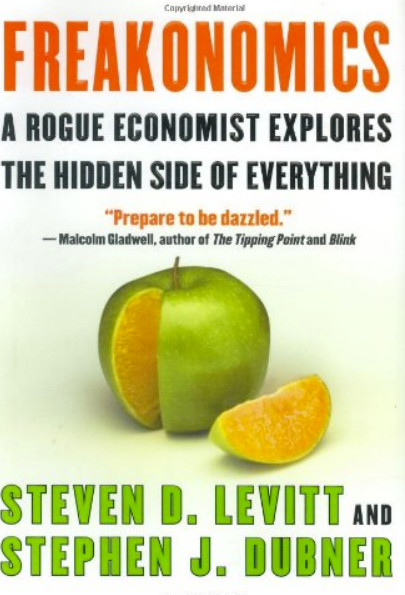 Copyrighted Material
FREAKONOMICS
A ROGUE ECONOMIST EXPLORES
THE HIDDEN SIDE OF EVERYTHING
“Prepare to be dazzled.”
— Malcolm Gladwell, author of The Tipping Point and Blink
STEVEN D. LEVITT AND
STEPHEN J. DUBNER